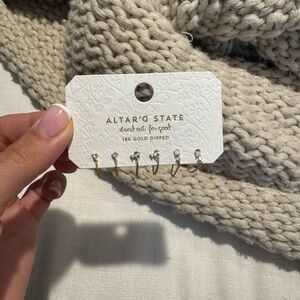 ALTAR'D STATE
stand out. for good
18K GOLD DIPPED